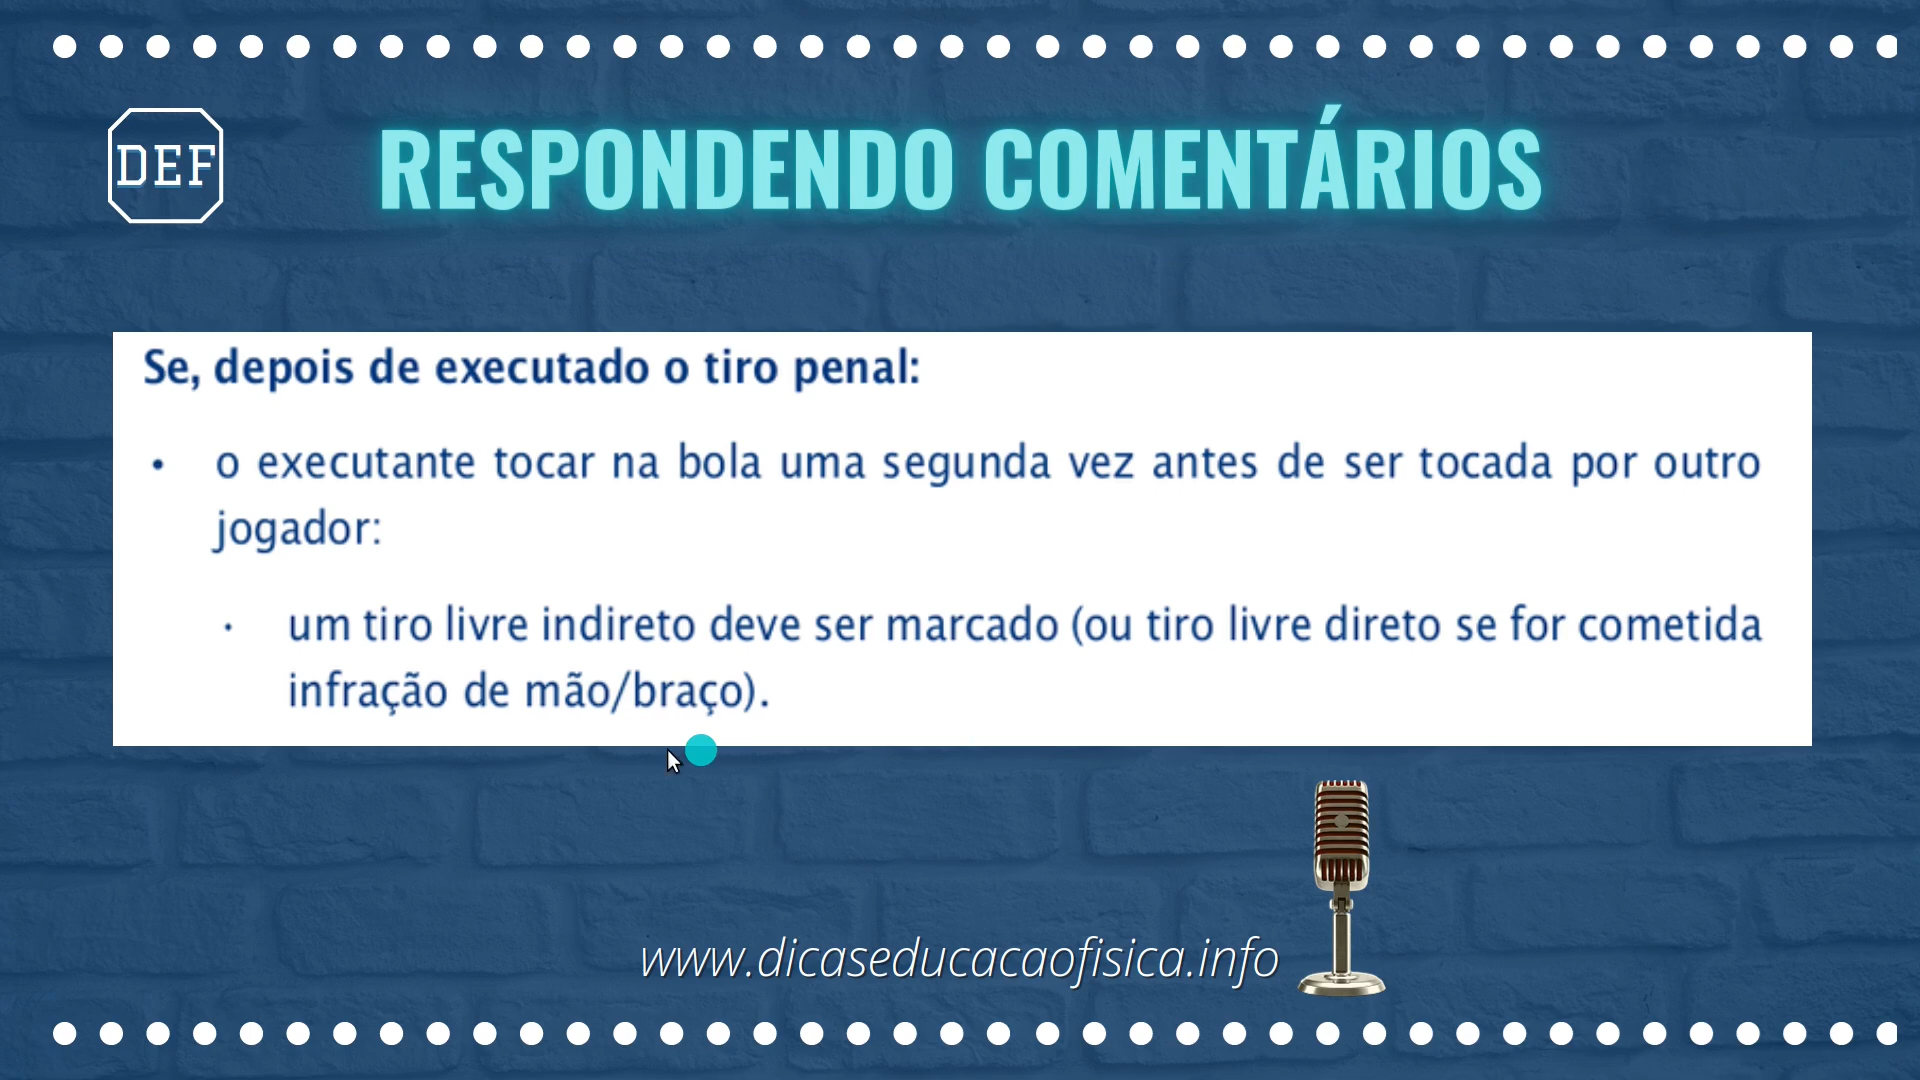 DEF
RESPONDENDO COMENTÁRIOS
Se, depois de executado o tiro penal:
• o executante tocar na bola uma segunda vez antes de ser tocada por outro
jogador:
· um tiro livre indireto deve ser marcado (ou tiro livre direto se for cometida
infração de mão/braço).
www.dicaseducacaofisica.info